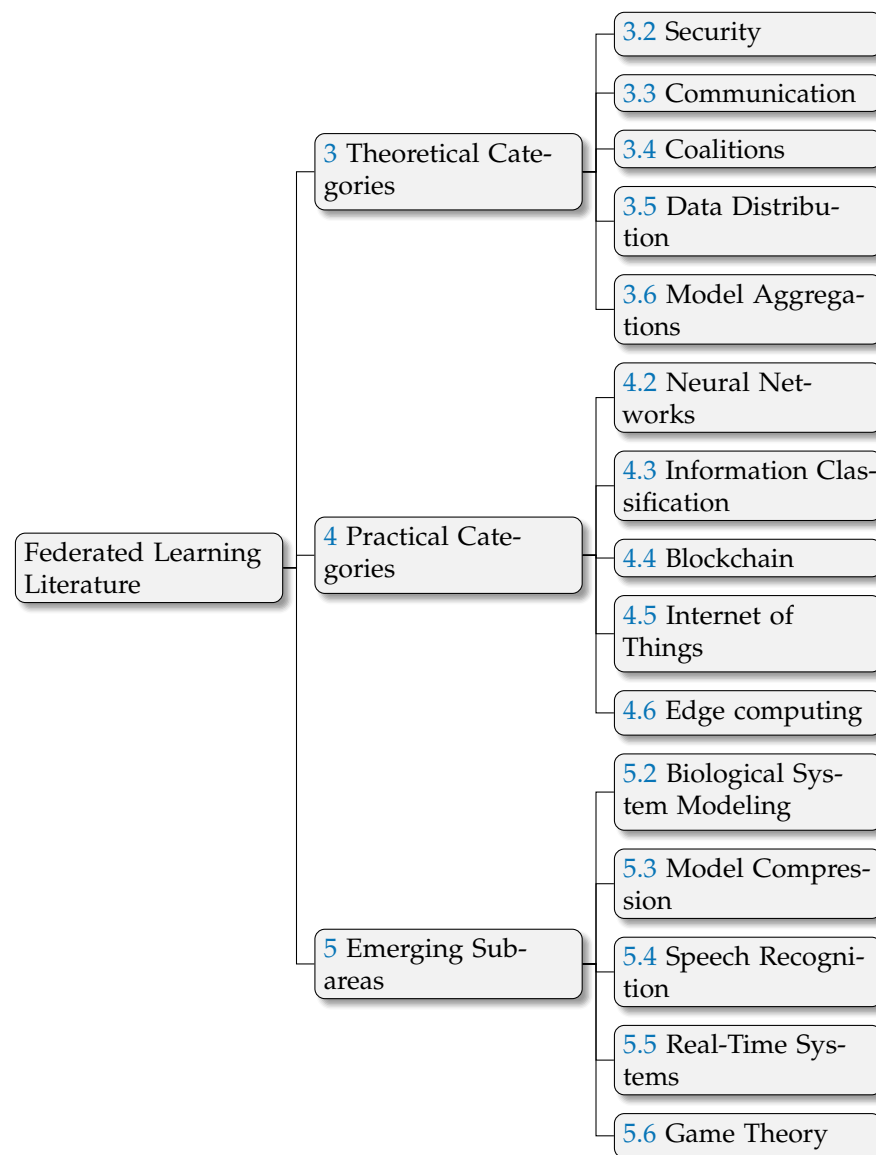 3.2 Security
3.3 Communication
3 Theoretical Cate-
gories
3.4 Coalitions
3.5 Data Distribu-
tion
3.6 Model Aggrega-
tions
4.2 Neural Net-
works
4.3 Information Clas-
sification
Federated Learning
Literature
4 Practical Cate-
gories
4.4 Blockchain
4.5 Internet of
Things
4.6 Edge computing
5.2 Biological Sys-
tem Modeling
5.3 Model Compres-
sion
5 Emerging Sub-
areas
5.4 Speech Recogni-
tion
5.5 Real-Time Sys-
tems
5.6 Game Theory